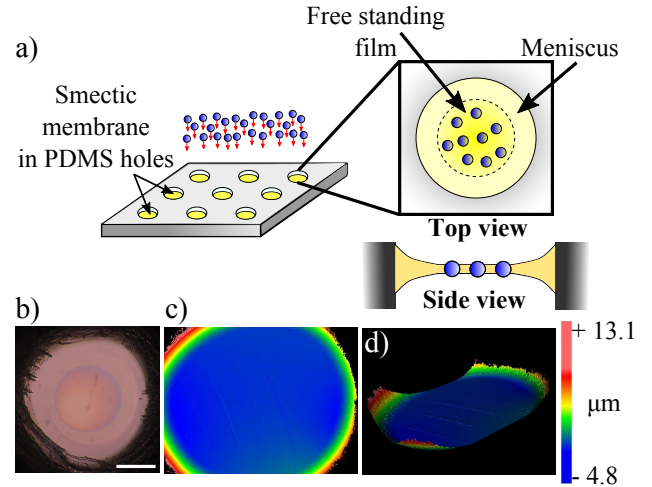 a)
Smectic
membrane
in PDMS holes
Free standing
film
Meniscus
Top view
Side view
b)
c)
d)
+ 13.1
µm
- 4.8